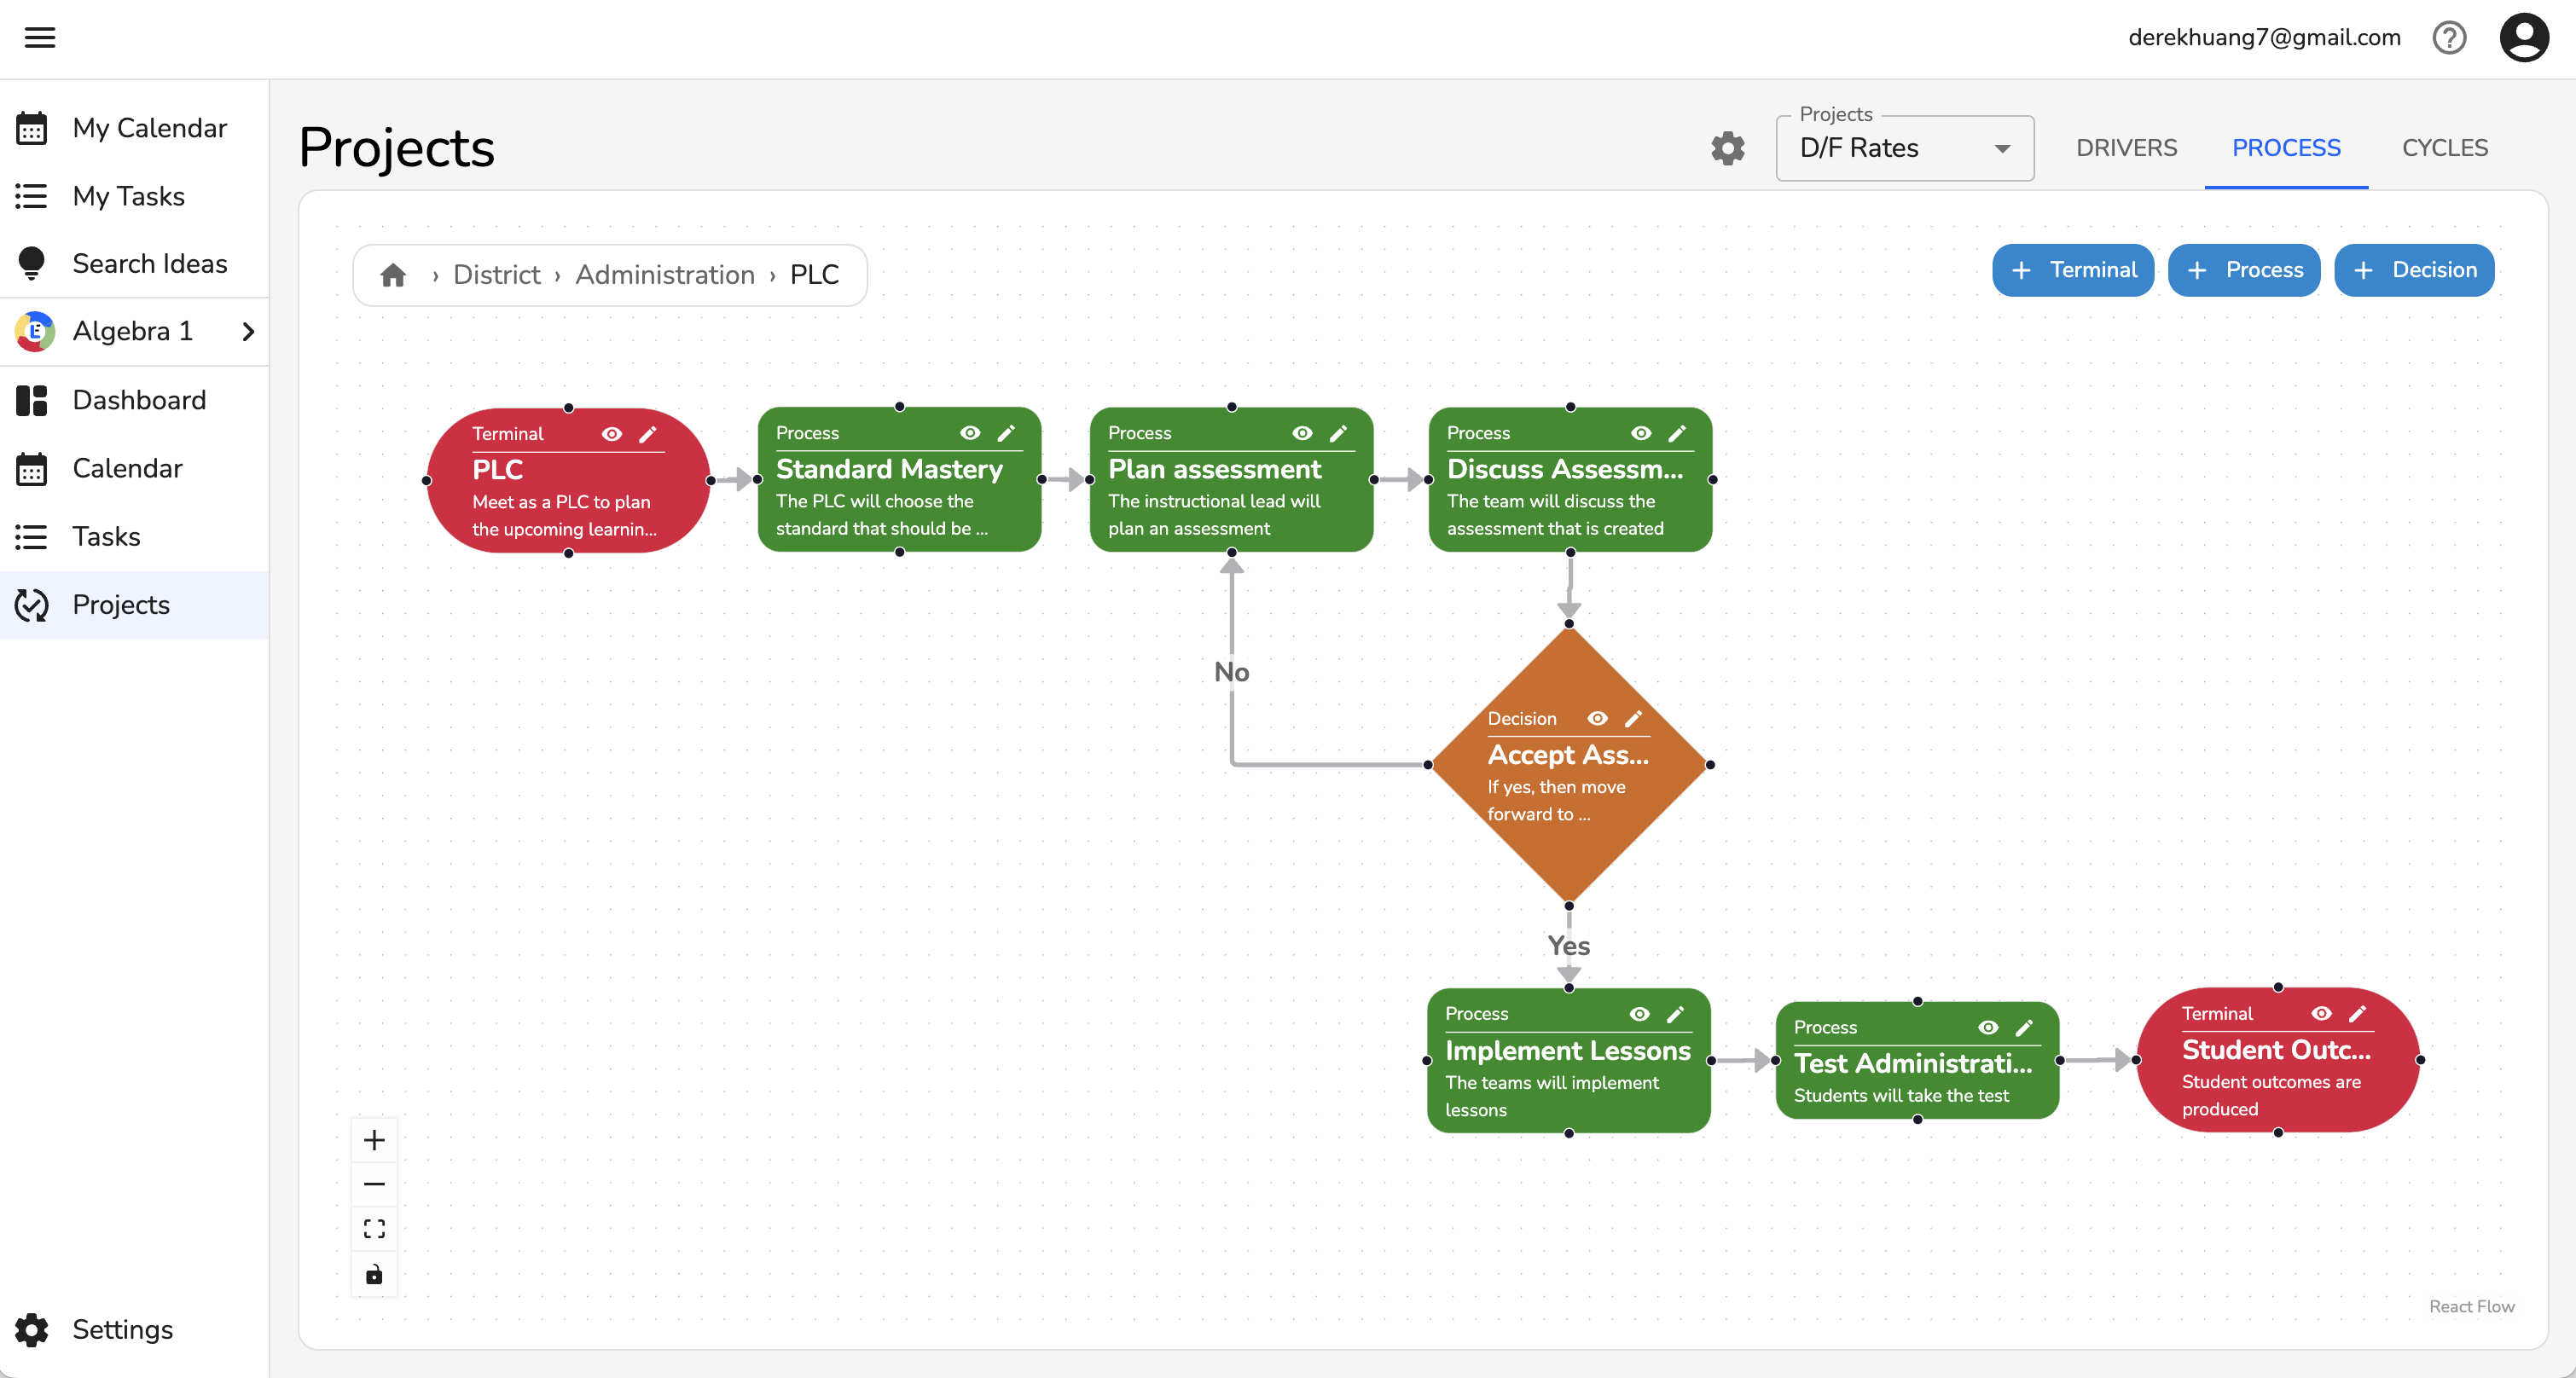 derekhuang7@gmail.com
My Calendar
My Tasks
Search Ideas
Algebra 1
Dashboard
Calendar
Tasks
Projects
Settings
Projects
Projects
D/F Rates
DRIVERS
PROCESS
CYCLES
District › Administration › PLC
+ Terminal
+ Process
+ Decision
Terminal
PLC
Meet as a PLC to plan
the upcoming learnin...
Process
Standard Mastery
The PLC will choose the
standard that should be ...
Process
Plan assessment
The instructional lead will
plan an assessment
Process
Discuss Assessm...
The team will discuss the
assessment that is created
No
Decision
Accept Ass...
If yes, then move
forward to ...
Yes
Process
Implement Lessons
The teams will implement
lessons
Process
Test Administrati...
Students will take the test
Terminal
Student Outc...
Student outcomes are
produced
React Flow